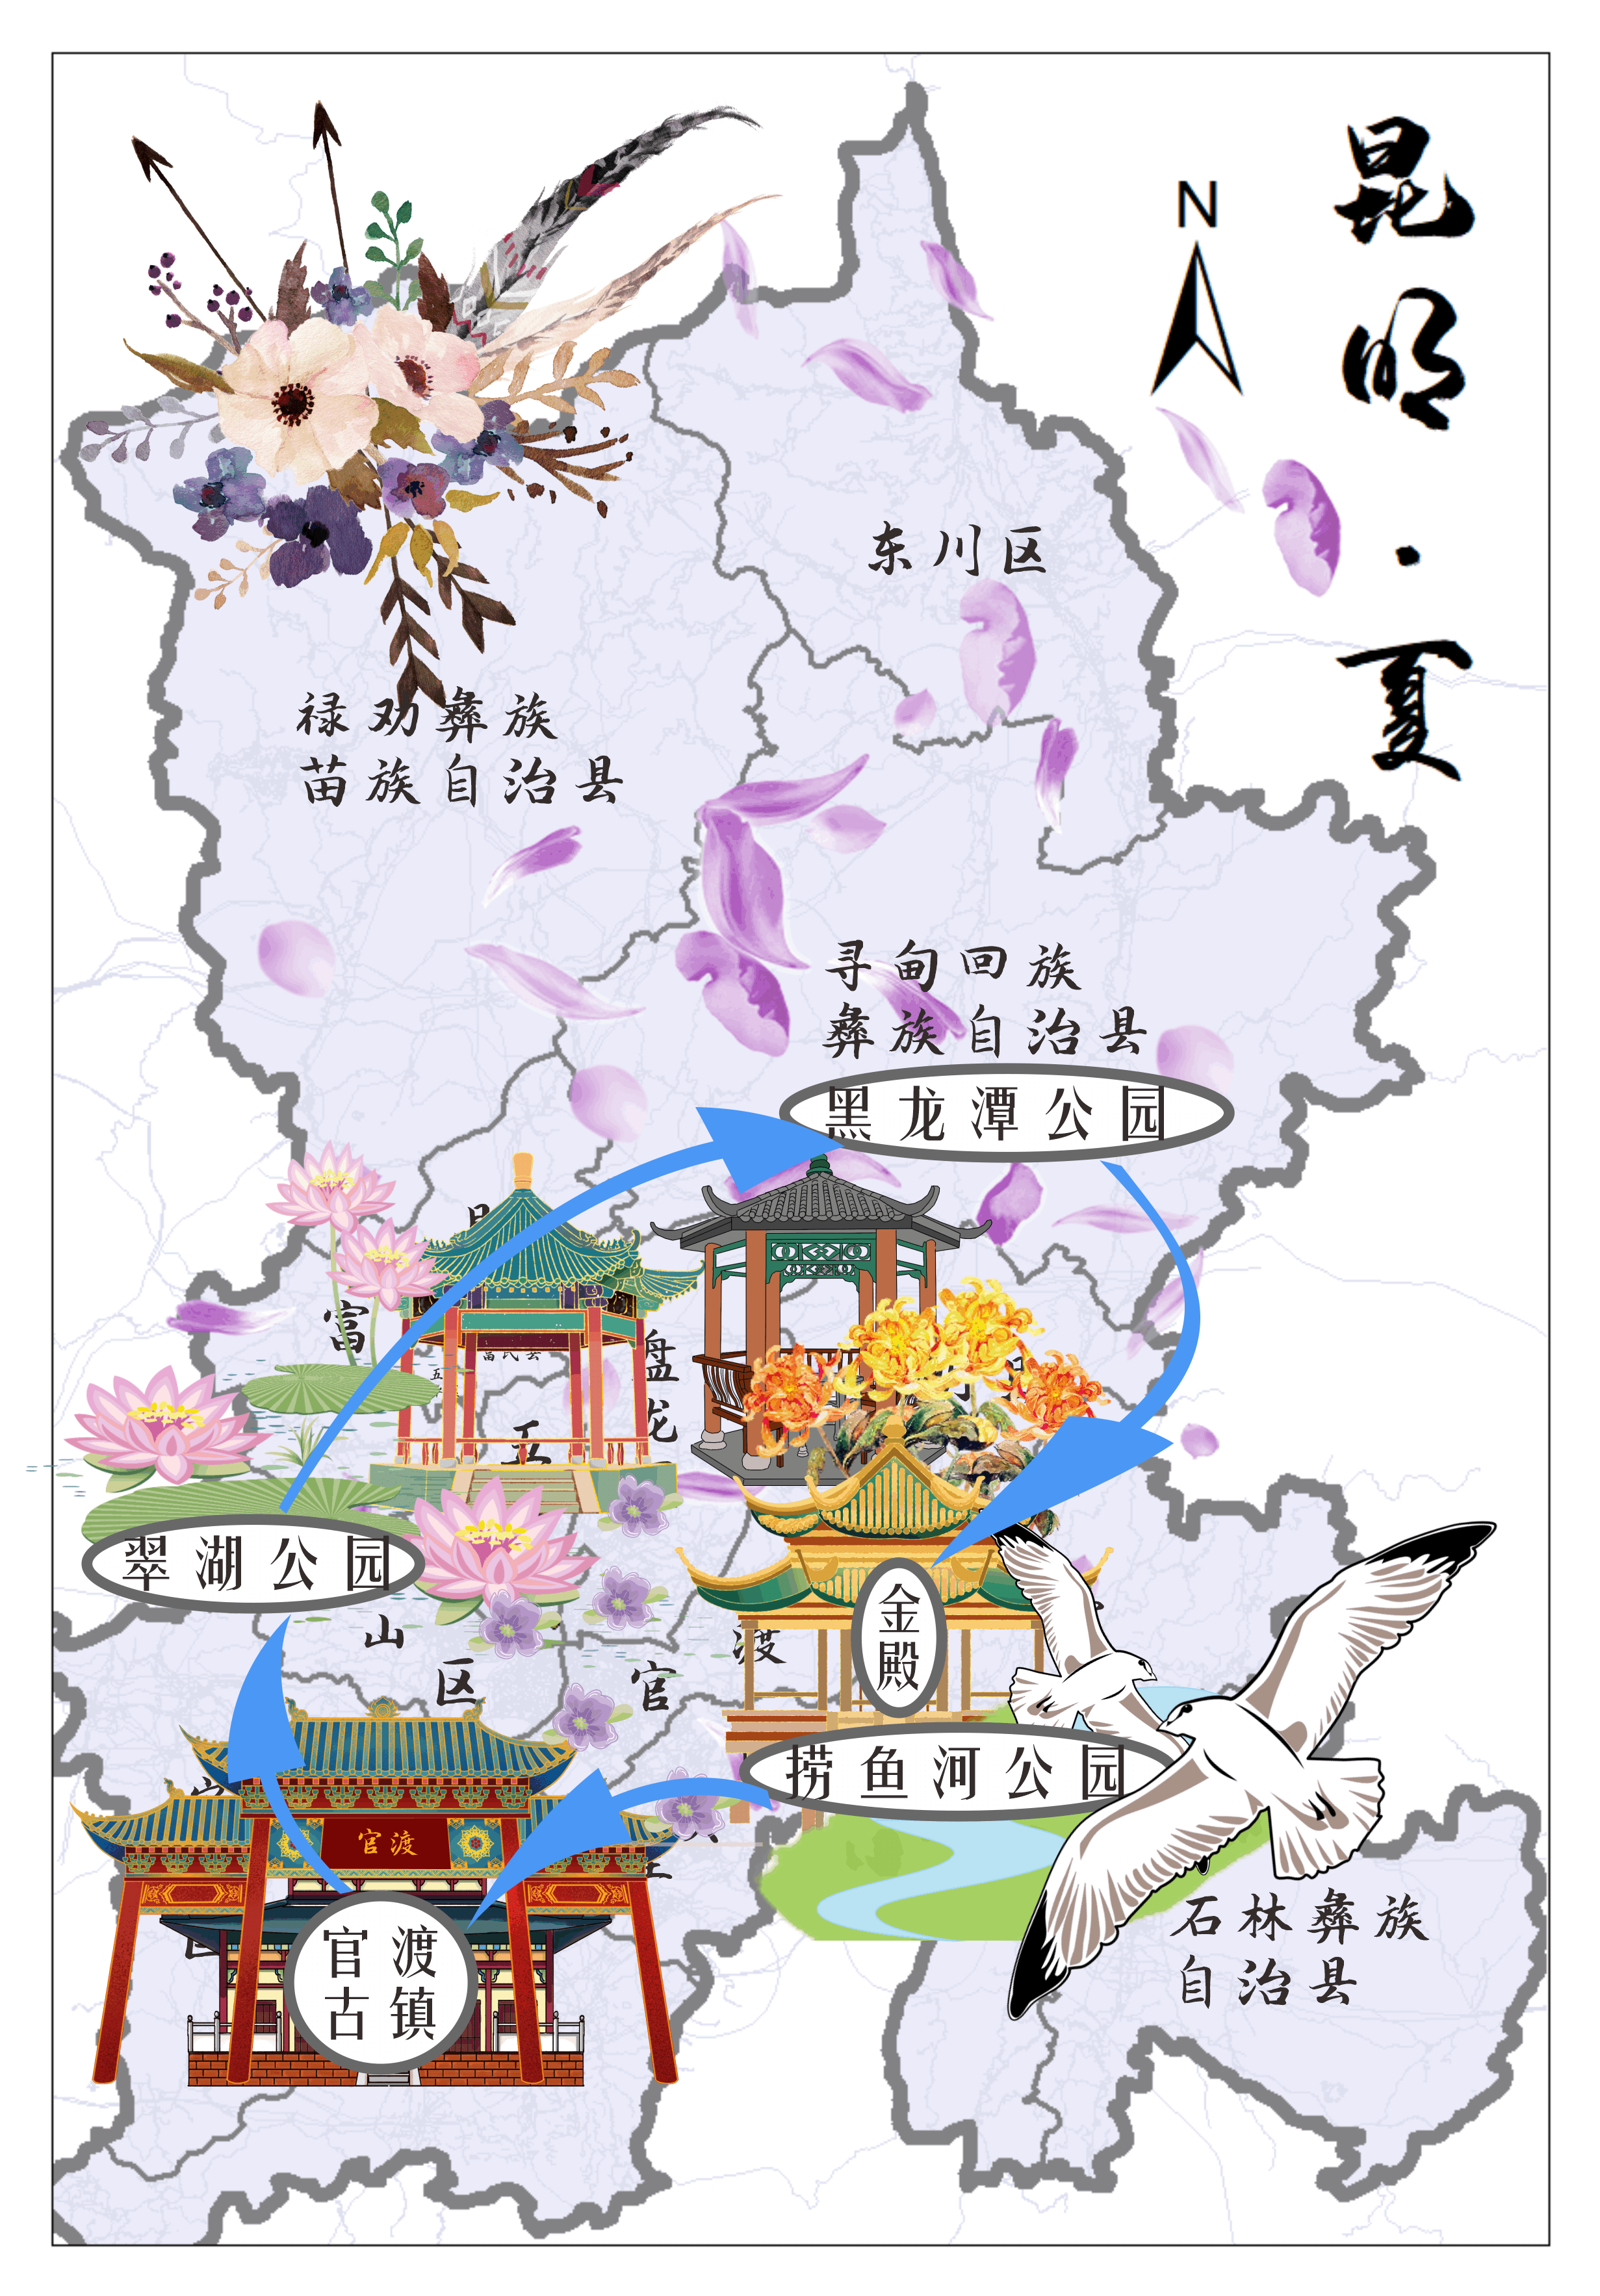 昆明·夏
N
东川区
禄劝彝族
苗族自治县
寻甸回族
彝族自治县
黑龙潭公园
富
盘
龙
五
翠湖公园
山
区
官
渡
金
殿
捞鱼河公园
官渡
官渡
古镇
石林彝族
自治县